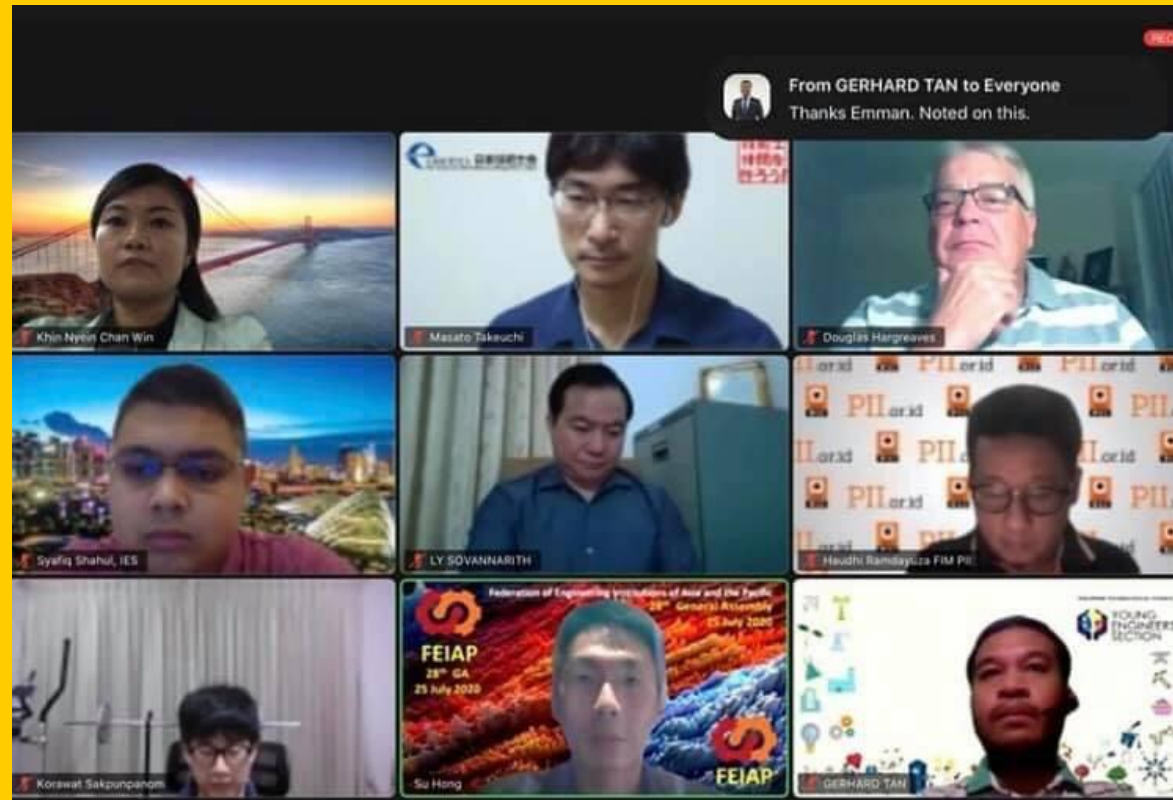 REC
From GERHARD TAN to Everyone
Thanks Emman. Noted on this.
Khin Nyein Chan Win
Masato Takeuchi
Douglas Hargreaves
Syafiq Shahul, IES
LY SOVANNARITH
PII.or.id
Haudhi Ramdayuza FIM PII
Korawat Sakpunpanom
Federation of Engineering Institutions of Asia and the Pacific
28th General Assembly
25 July 2020
FEIAP
28th GA
25 July 2020
FEIAP
Su Hong
YOUNG
ENGINEERS
SECTION
GERHARD TAN